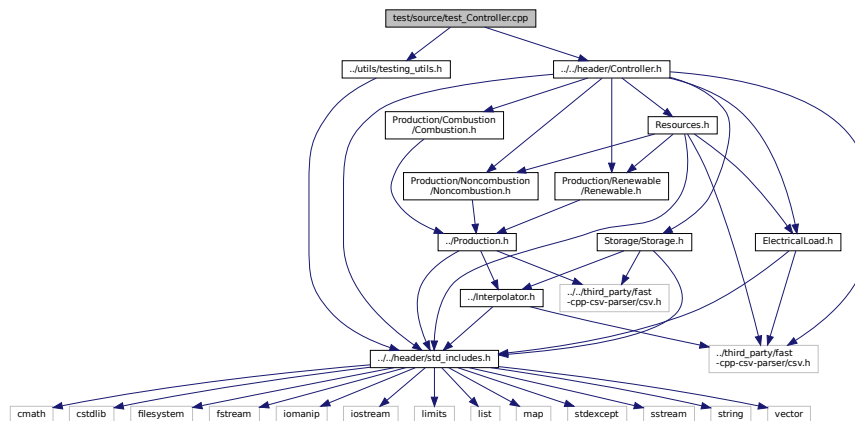 test/source/test_Controller.cpp
../utils/testing_utils.h
../../header/Controller.h
Production/Combustion
/Combustion.h
Resources.h
Production/Noncombustion
/Noncombustion.h
Production/Renewable
/Renewable.h
../Production.h
Storage/Storage.h
ElectricalLoad.h
../Interpolator.h
../../third_party/fast
-cpp-csv-parser/csv.h
../../header/std_includes.h
../third_party/fast
-cpp-csv-parser/csv.h
cmath
cstdlib
filesystem
fstream
iomanip
iostream
limits
list
map
stdexcept
sstream
string
vector